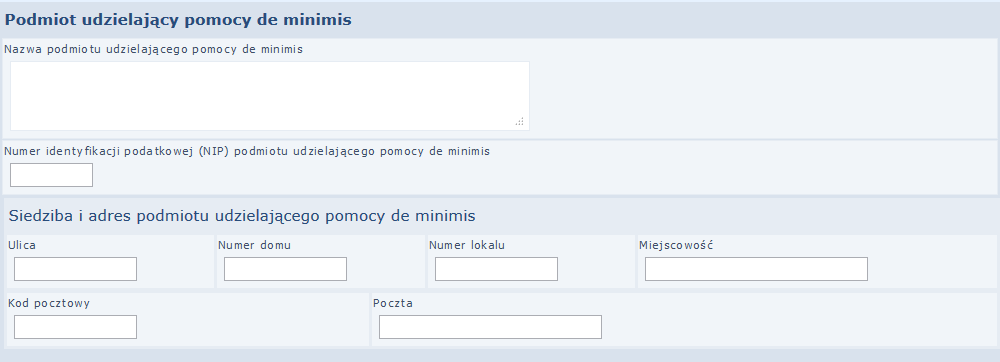 Podmiot udzielający pomocy de minimis
Nazwa podmiotu udzielającego pomocy de minimis
Numer identyfikacji podatkowej (NIP) podmiotu udzielającego pomocy de minimis
Siedziba i adres podmiotu udzielającego pomocy de minimis
Ulica Numer domu Numer lokalu Miejscowość
Kod pocztowy Poczta